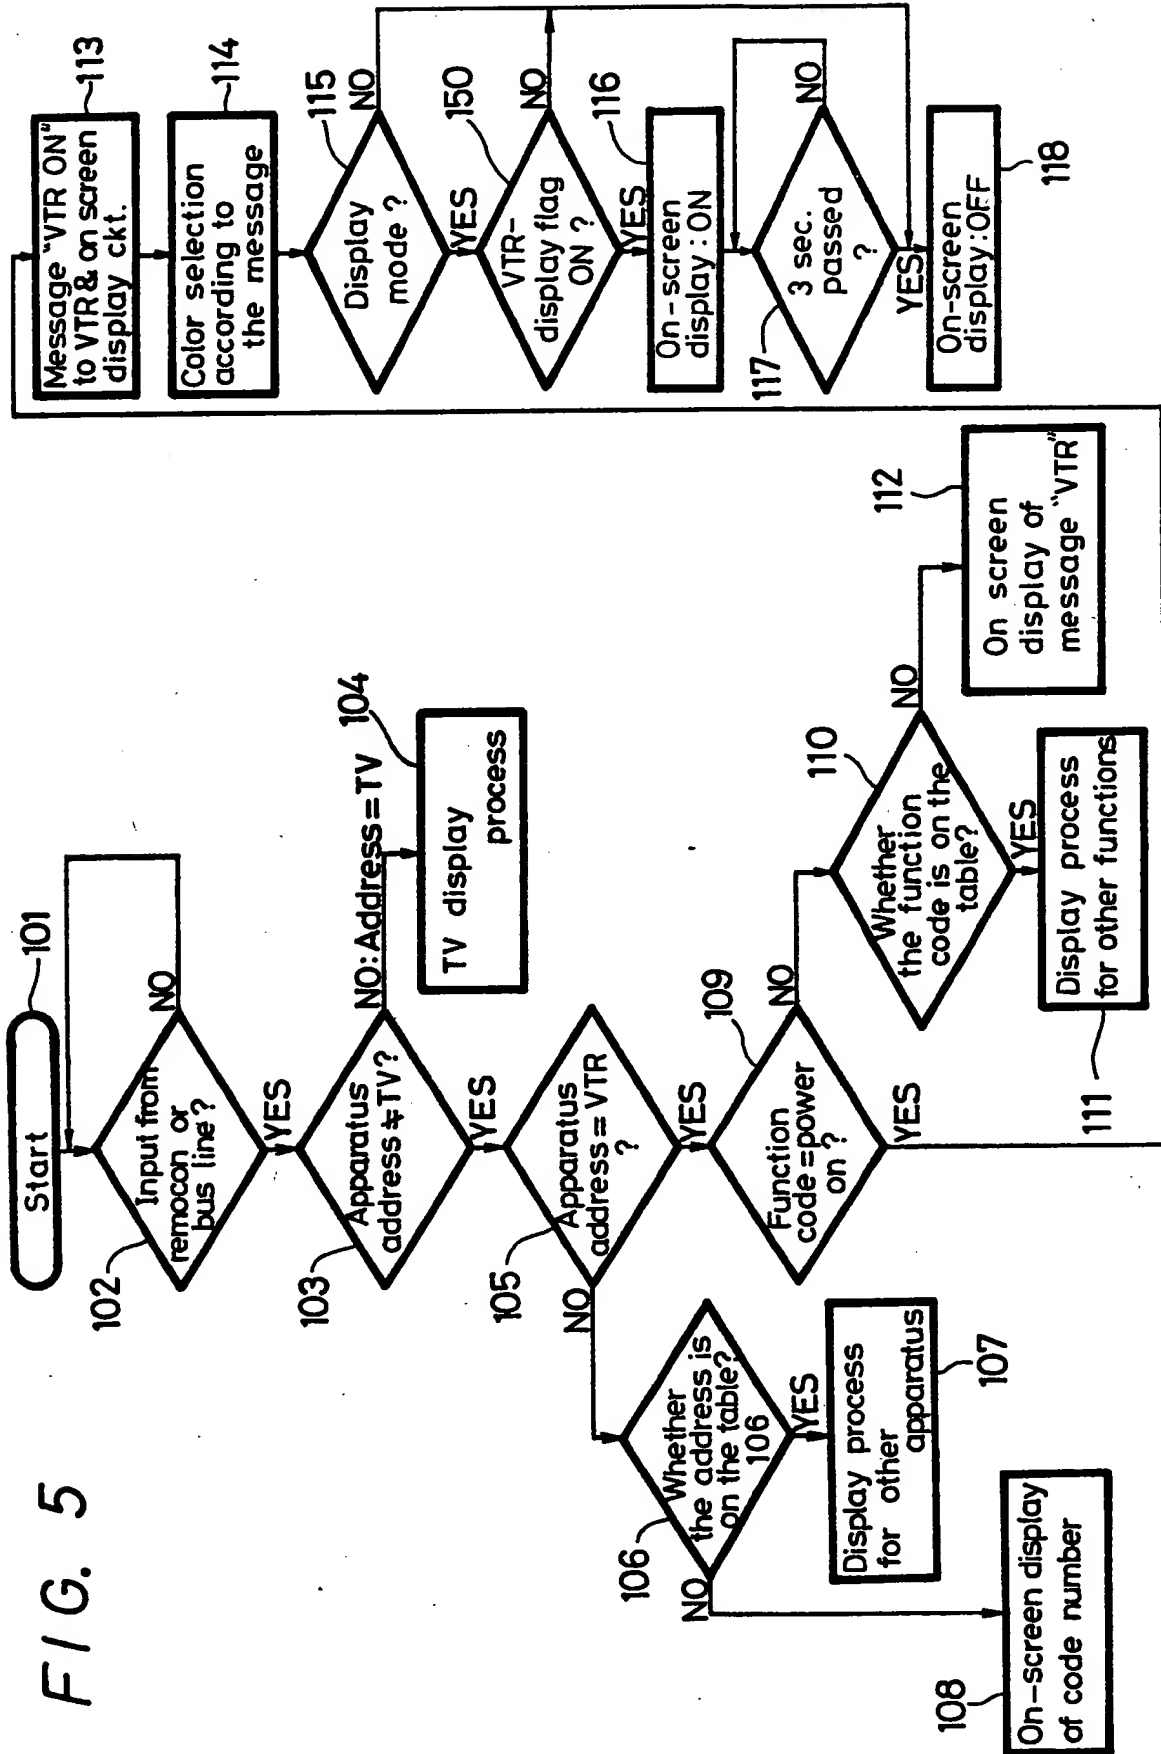 FIG. 5
Start
101
Input from
remocon or
bus line?
102
NO
YES
Apparatus
address≠TV?
103
NO:Address=TV
YES
104
TV display
process
Apparatus
address=VTR
?
105
NO
YES
Whether
the address is
on the table?
106
106
NO
YES
Display process
for other
apparatus
107
On-screen display
of code number
108
Function
code=power
on ?
109
NO
YES
Whether
the function
code is on the
table?
110
NO
YES
Display process
for other functions
111
On screen
display of
message "VTR"
112
Message "VTR ON"
to VTR & on screen
display ckt.
113
Color selection
according to
the message
114
Display
mode ?
115
NO
YES
VTR-
display flag
ON ?
150
NO
YES
On-screen
display:ON
116
3 sec.
passed
?
117
NO
YES
On-screen
display:OFF
118